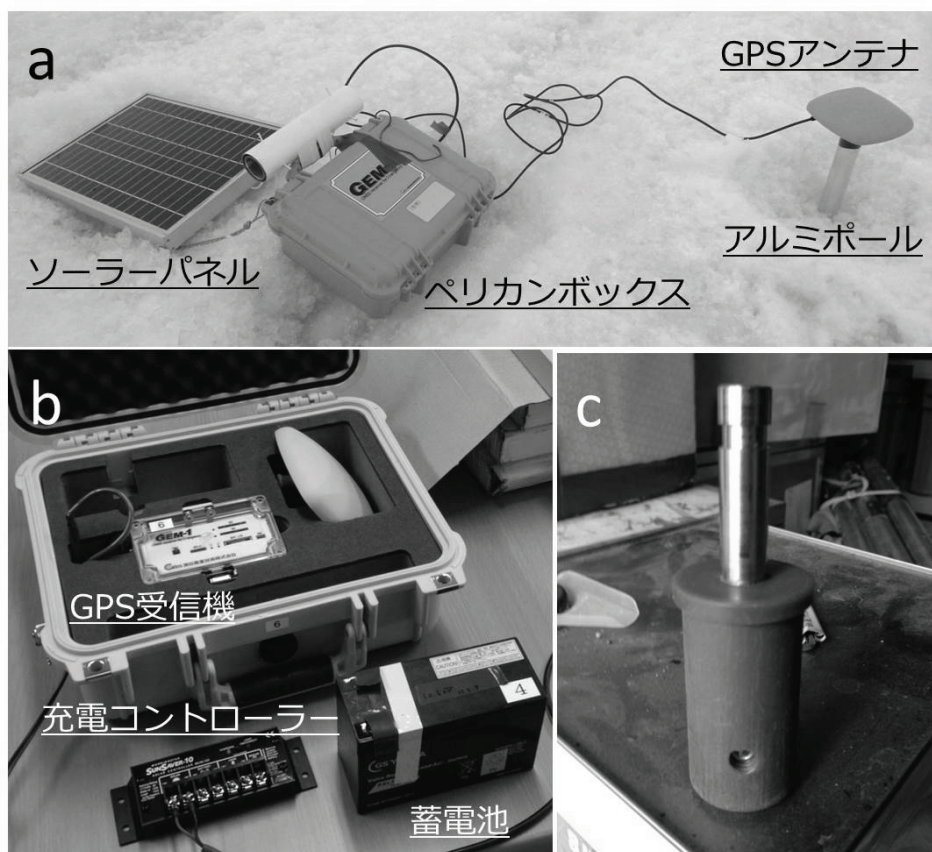 a
GPSアンテナ
GEM
アルミポール
ソーラーパネル
ペリカンボックス
b
c
6
GEM-1
GPS受信機
6
充電コントローラー
4
SUNSAVER-10
蓄電池